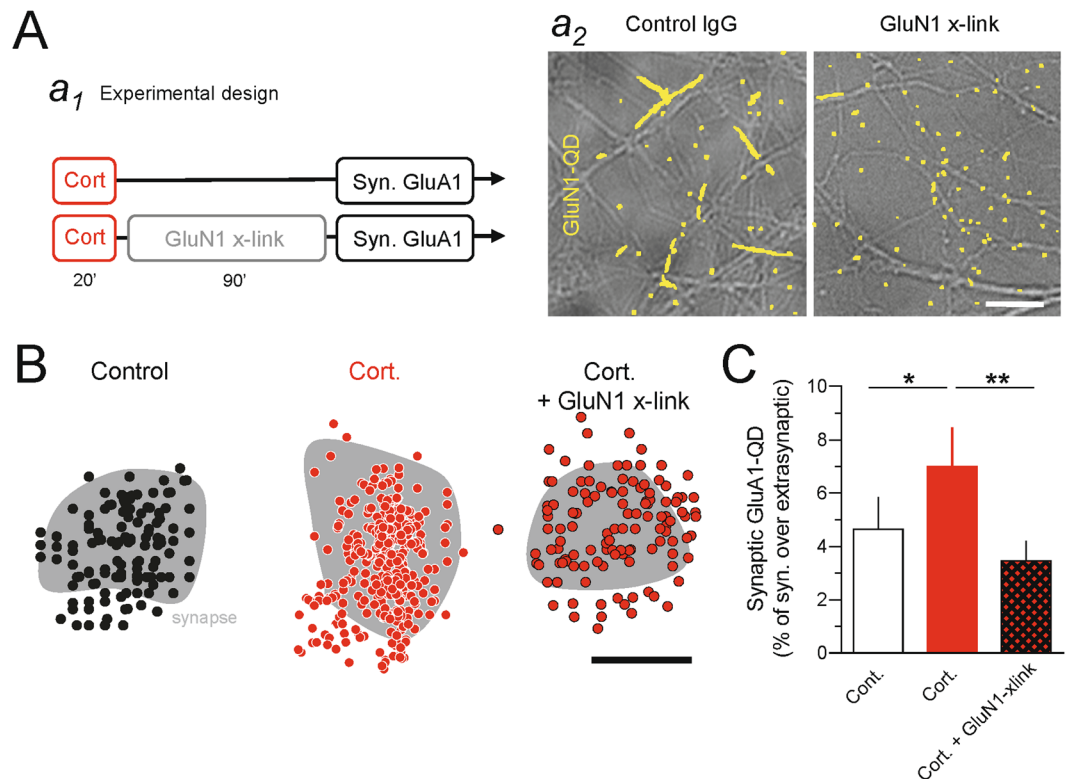 A
a1 Experimental design
Cort
Syn. GluA1
Cort
GluN1 x-link
Syn. GluA1
20'
90'
a2
Control IgG
GluN1 x-link
GluN1-QD
B
Control
Cort.
Cort.
+ GluN1 x-link
synapse
C
Synaptic GluA1-QD
(% of syn. over extrasynaptic)
10
8
6
4
2
0
*
**
Cont.
Cort.
Cort. + GluN1-xlink